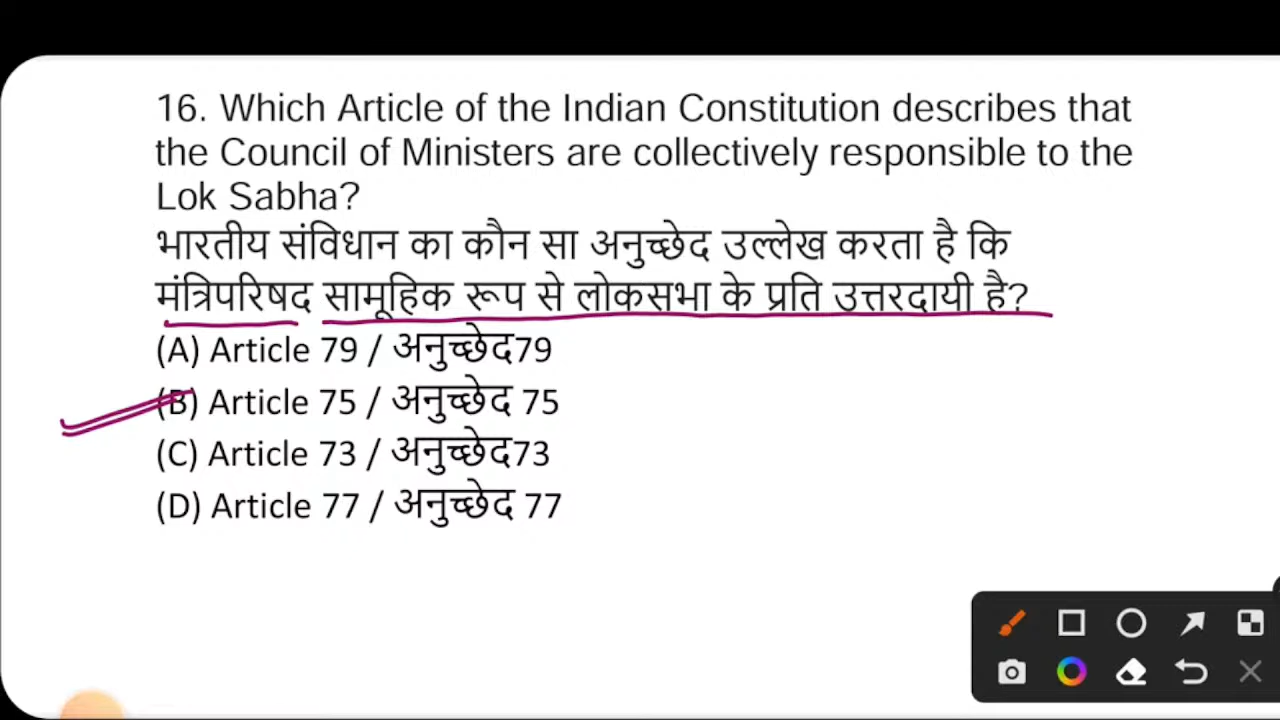 16. Which Article of the Indian Constitution describes that
the Council of Ministers are collectively responsible to the
Lok Sabha?
भारतीय संविधान का कौन सा अनुच्छेद उल्लेख करता है कि
मंत्रिपरिषद सामूहिक रूप से लोकसभा के प्रति उत्तरदायी है?
(A) Article 79 / अनुच्छेद79
(B) Article 75 / अनुच्छेद 75
(C) Article 73 / अनुच्छेद73
(D) Article 77 / अनुच्छेद 77